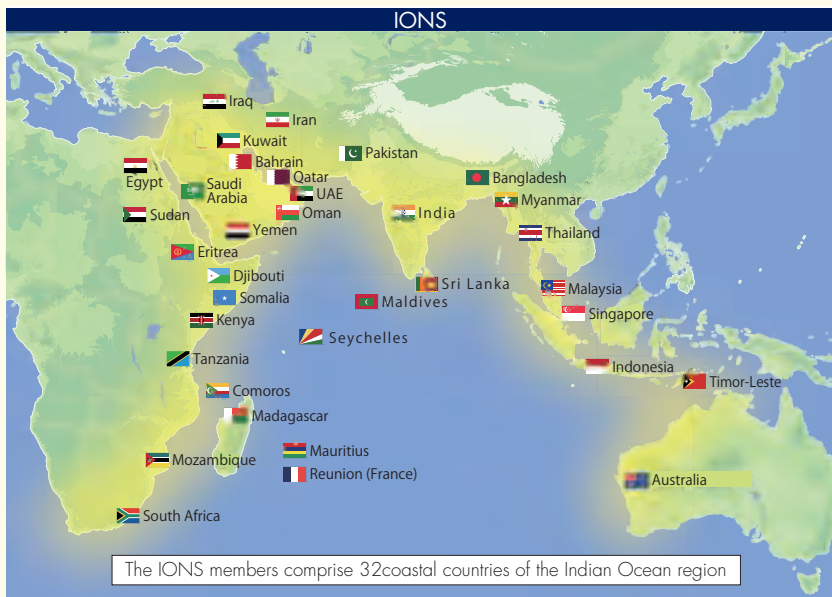 IONS
Iraq
Iran
Kuwait
Pakistan
Bahrain
Egypt
Qatar
Bangladesh
Saudi
Arabia
UAE
Myanmar
Sudan
Oman
India
Yemen
Thailand
Eritrea
Djibouti
Sri Lanka
Malaysia
Somalia
Maldives
Singapore
Kenya
Seychelles
Tanzania
Indonesia
Timor-Leste
Comoros
Madagascar
Mauritius
Mozambique
Reunion (France)
Australia
South Africa
The IONS members comprise 32coastal countries of the Indian Ocean region